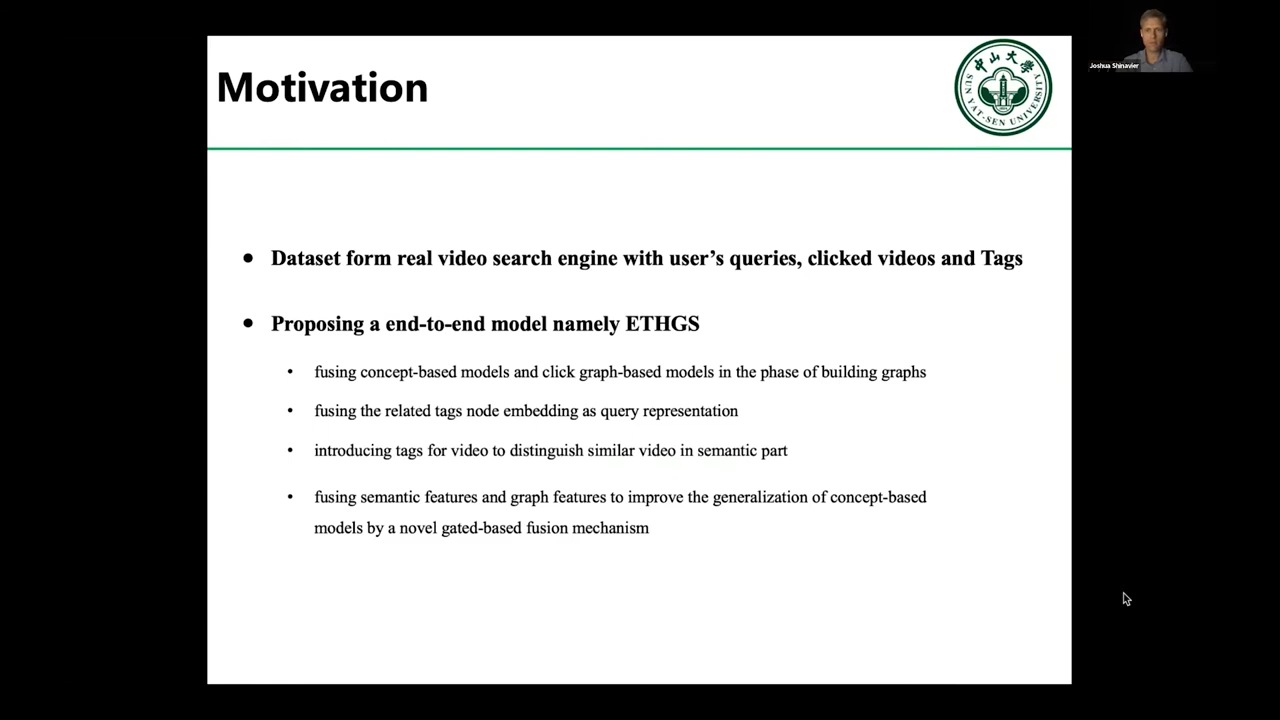 Motivation
中山大學
SUN YAT-SEN UNIVERSITY
Joshua Shinavier
● Dataset form real video search engine with user's queries, clicked videos and Tags
● Proposing a end-to-end model namely ETHGS
• fusing concept-based models and click graph-based models in the phase of building graphs
• fusing the related tags node embedding as query representation
• introducing tags for video to distinguish similar video in semantic part
• fusing semantic features and graph features to improve the generalization of concept-based
models by a novel gated-based fusion mechanism